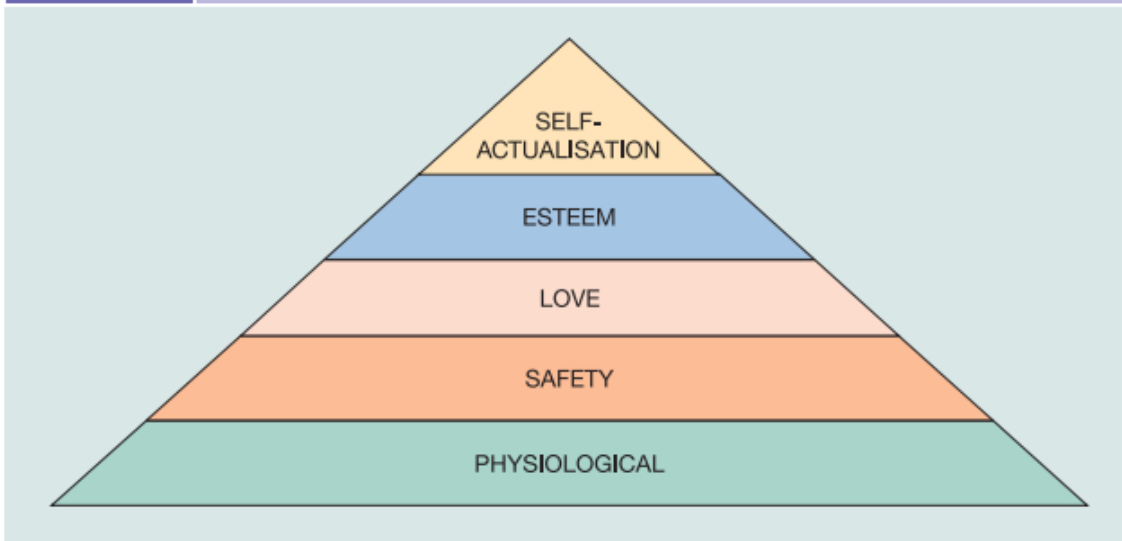 SELF-
ACTUALISATION
ESTEEM
LOVE
SAFETY
PHYSIOLOGICAL